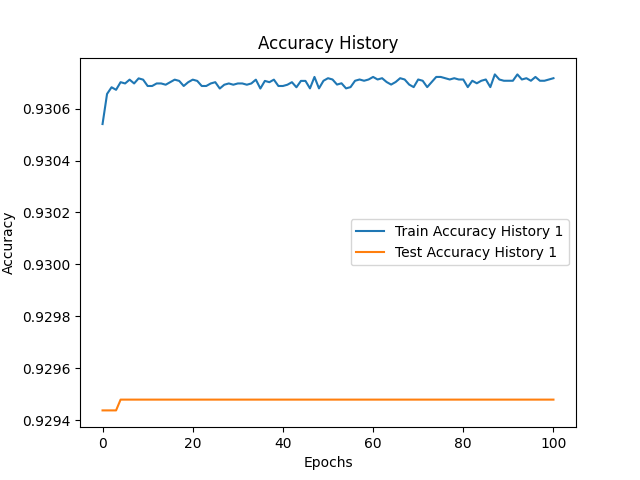 Accuracy History
0.9306
0.9304
0.9302
0.9300
0.9298
0.9296
0.9294
Accuracy
Train Accuracy History 1
Test Accuracy History 1
0 20 40 60 80 100
Epochs